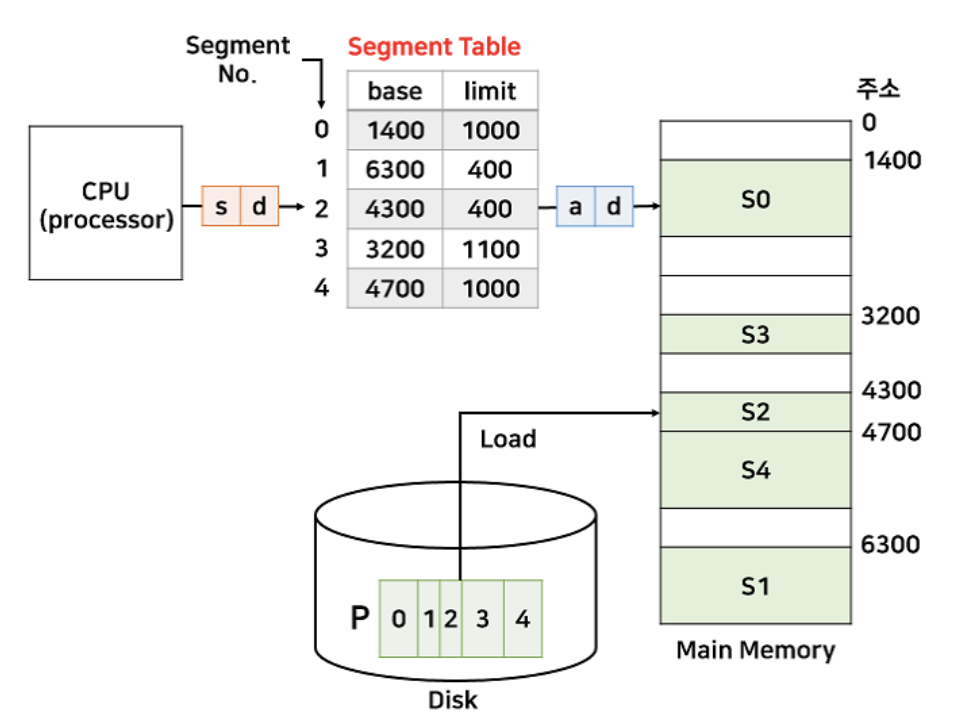 Segment
No.
Segment Table
base limit
0 1400 1000
1 6300 400
2 4300 400
3 3200 1100
4 4700 1000
CPU
(processor)
s d
a d
주소
0
1400
S0
3200
S3
4300
S2
4700
S4
6300
S1
Main Memory
Load
P 0 1 2 3 4
Disk